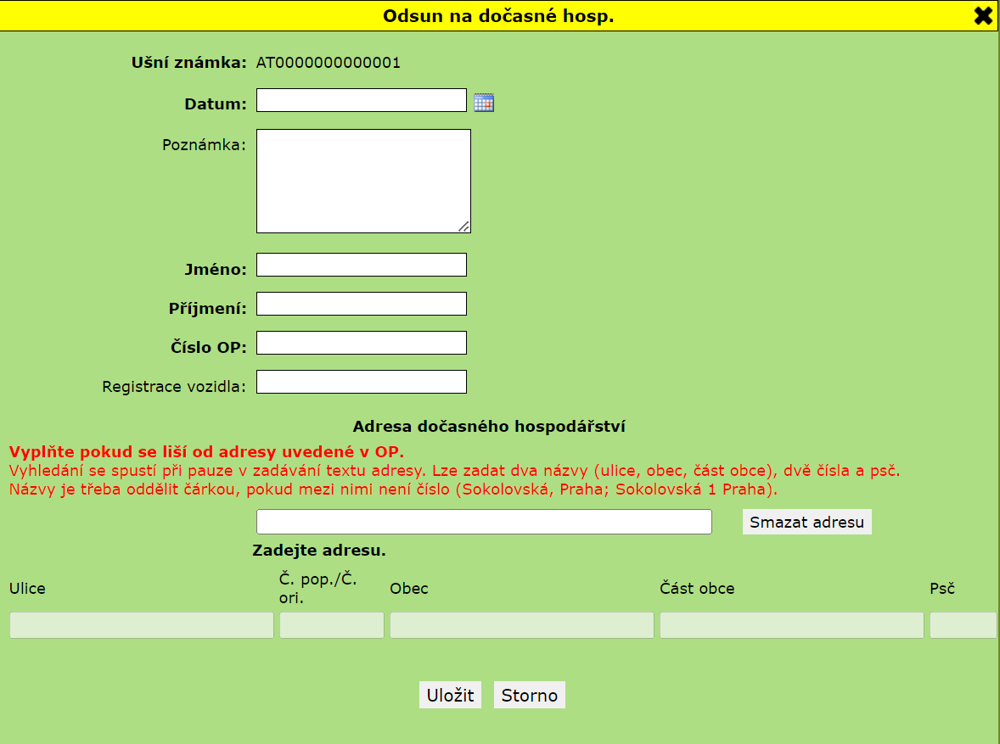 Odsun na dočasné hosp.
Ušní známka: AT0000000000001
Datum:
Poznámka:
Jméno:
Příjmení:
Číslo OP:
Registrace vozidla:
Adresa dočasného hospodářství
Vyplňte pokud se liší od adresy uvedené v OP.
Vyhledání se spustí při pauze v zadávání textu adresy. Lze zadat dva názvy (ulice, obec, část obce), dvě čísla a psč.
Názvy je třeba oddělit čárkou, pokud mezi nimi není číslo (Sokolovská, Praha; Sokolovská 1 Praha).
Smazat adresu
Zadejte adresu.
Ulice
Č. pop./Č.
ori.
Obec
Část obce
Psč
Uložit
Storno